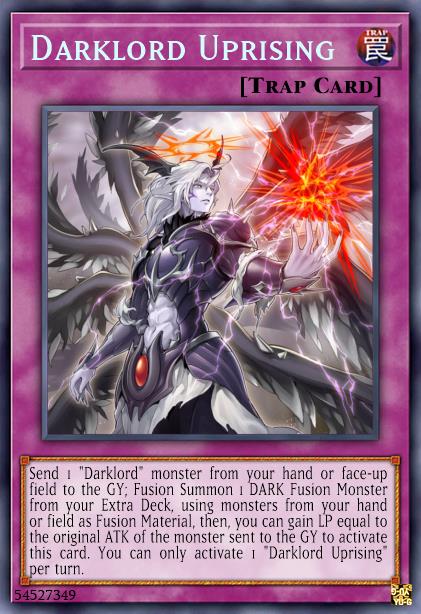 Darklord Uprising
TRAP
罠
[Trap Card]
Send 1 "Darklord" monster from your hand or face-up
field to the GY; Fusion Summon 1 DARK Fusion Monster
from your Extra Deck, using monsters from your hand
or field as Fusion Material, then, you can gain LP equal to
the original ATK of the monster sent to the GY to activate
this card. You can only activate 1 "Darklord Uprising"
per turn.
54527349